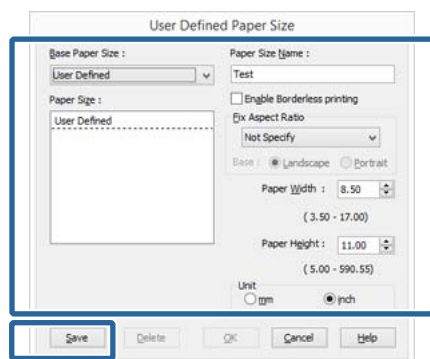 User Defined Paper Size
Base Paper Size :
User Defined
Paper Size :
User Defined
Paper Size Name :
Test
Enable Borderless printing
Fix Aspect Ratio
Not Specify
Base : Landscape Portrait
Paper Width : 8.50
( 3.50 - 17.00)
Paper Height : 11.00
( 5.00 - 590.55)
Unit
mm inch
Save Delete OK Cancel Help